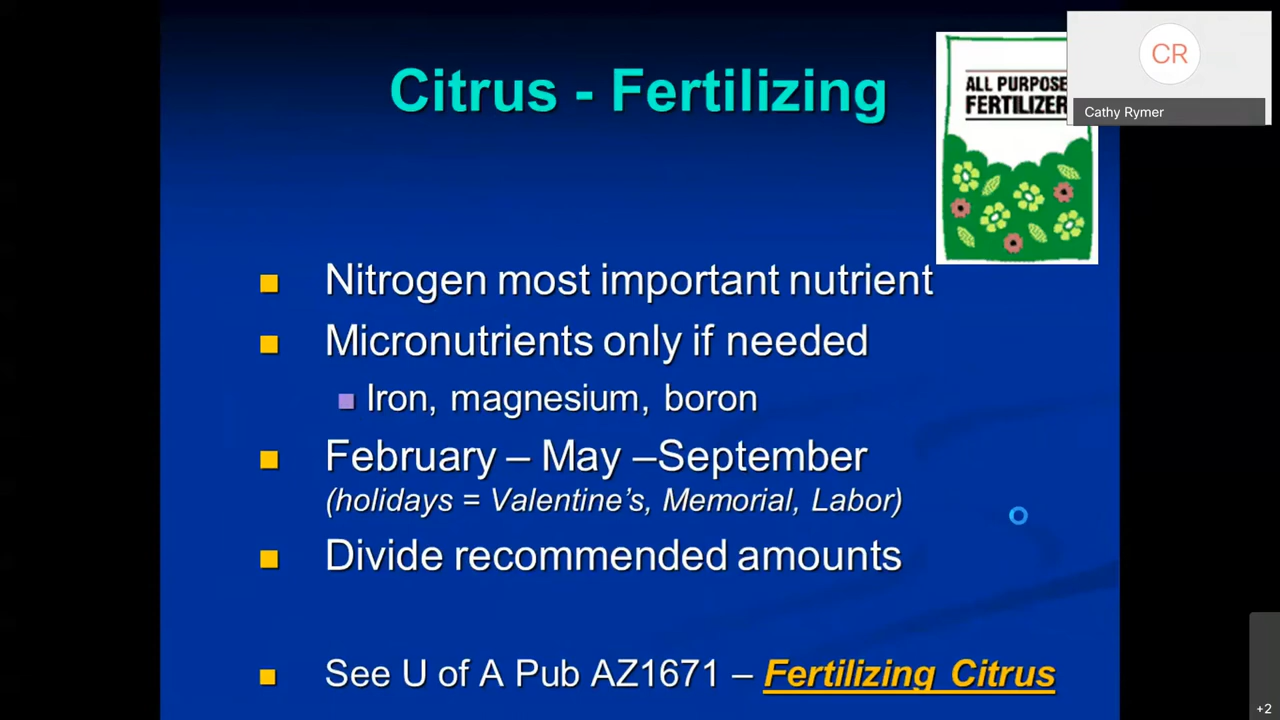 Citrus - Fertilizing
ALL PURPOSE
FERTILIZER
CR
Cathy Rymer
Nitrogen most important nutrient
Micronutrients only if needed
Iron, magnesium, boron
February – May –September
(holidays = Valentine's, Memorial, Labor)
Divide recommended amounts
See U of A Pub AZ1671 – Fertilizing Citrus
+2